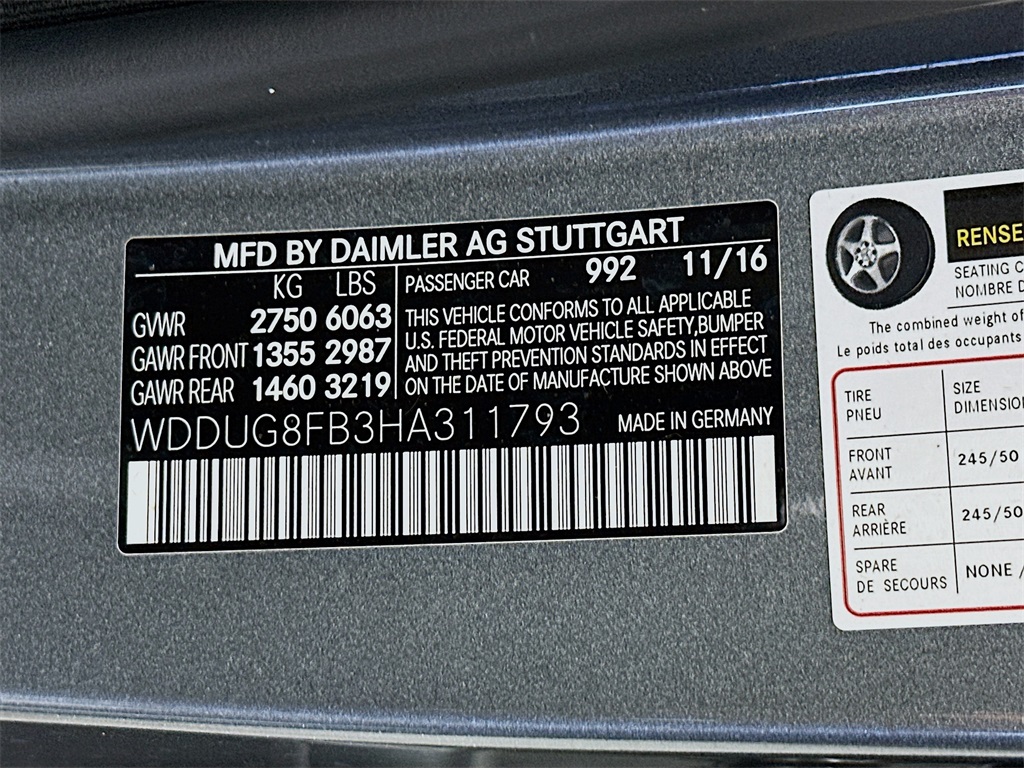 MFD BY DAIMLER AG STUTTGART
KG LBS
GVWR 2750 6063
GAWR FRONT 1355 2987
GAWR REAR 1460 3219
PASSENGER CAR 992 11/16
THIS VEHICLE CONFORMS TO ALL APPLICABLE
U.S. FEDERAL MOTOR VEHICLE SAFETY,BUMPER
AND THEFT PREVENTION STANDARDS IN EFFECT
ON THE DATE OF MANUFACTURE SHOWN ABOVE
WDDUG8FB3HA311793 MADE IN GERMANY
RENSE
SEATING C
NOMBRE D
The combined weight of
Le poids total des occupants
TIRE SIZE
PNEU DIMENSION
FRONT 245/50
AVANT
REAR 245/50
ARRIÈRE
SPARE NONE /
DE SECOURS